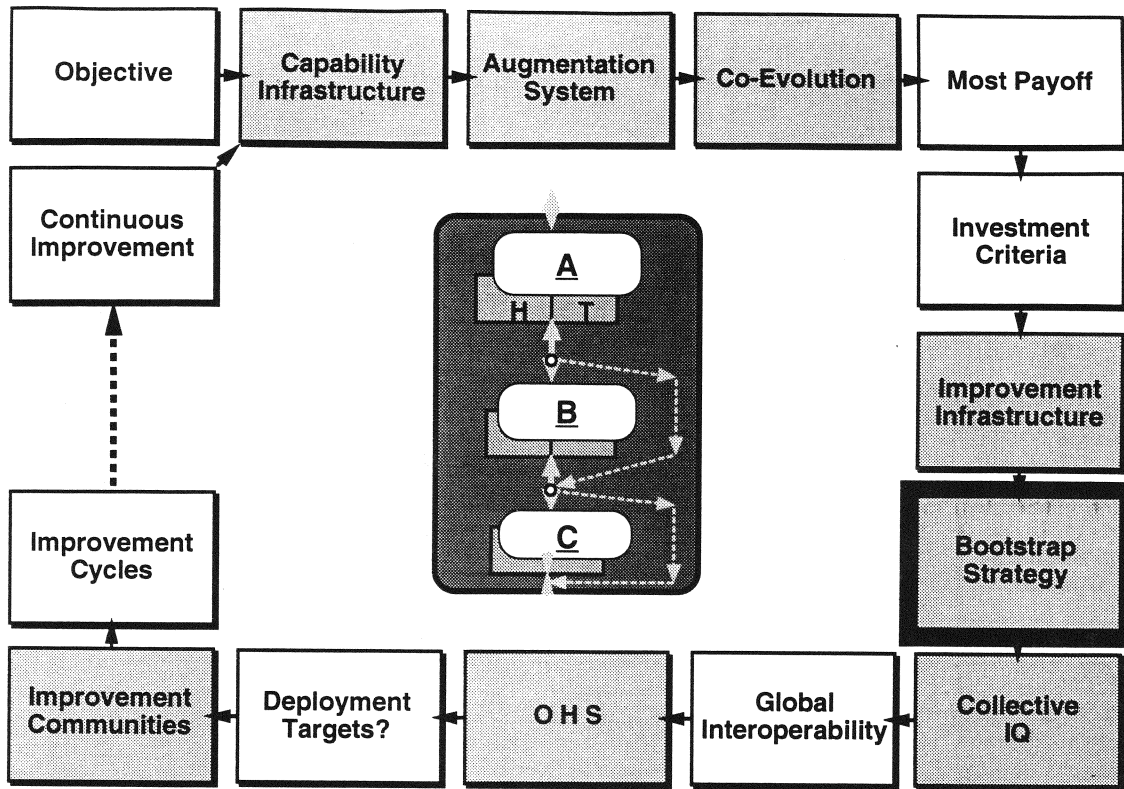 Objective
Capability
Infrastructure
Augmentation
System
Co-Evolution
Most Payoff
Investment
Criteria
Improvement
Infrastructure
Bootstrap
Strategy
Collective
IQ
Global
Interoperability
O H S
Deployment
Targets?
Improvement
Communities
Improvement
Cycles
Continuous
Improvement
A
H T
B
C